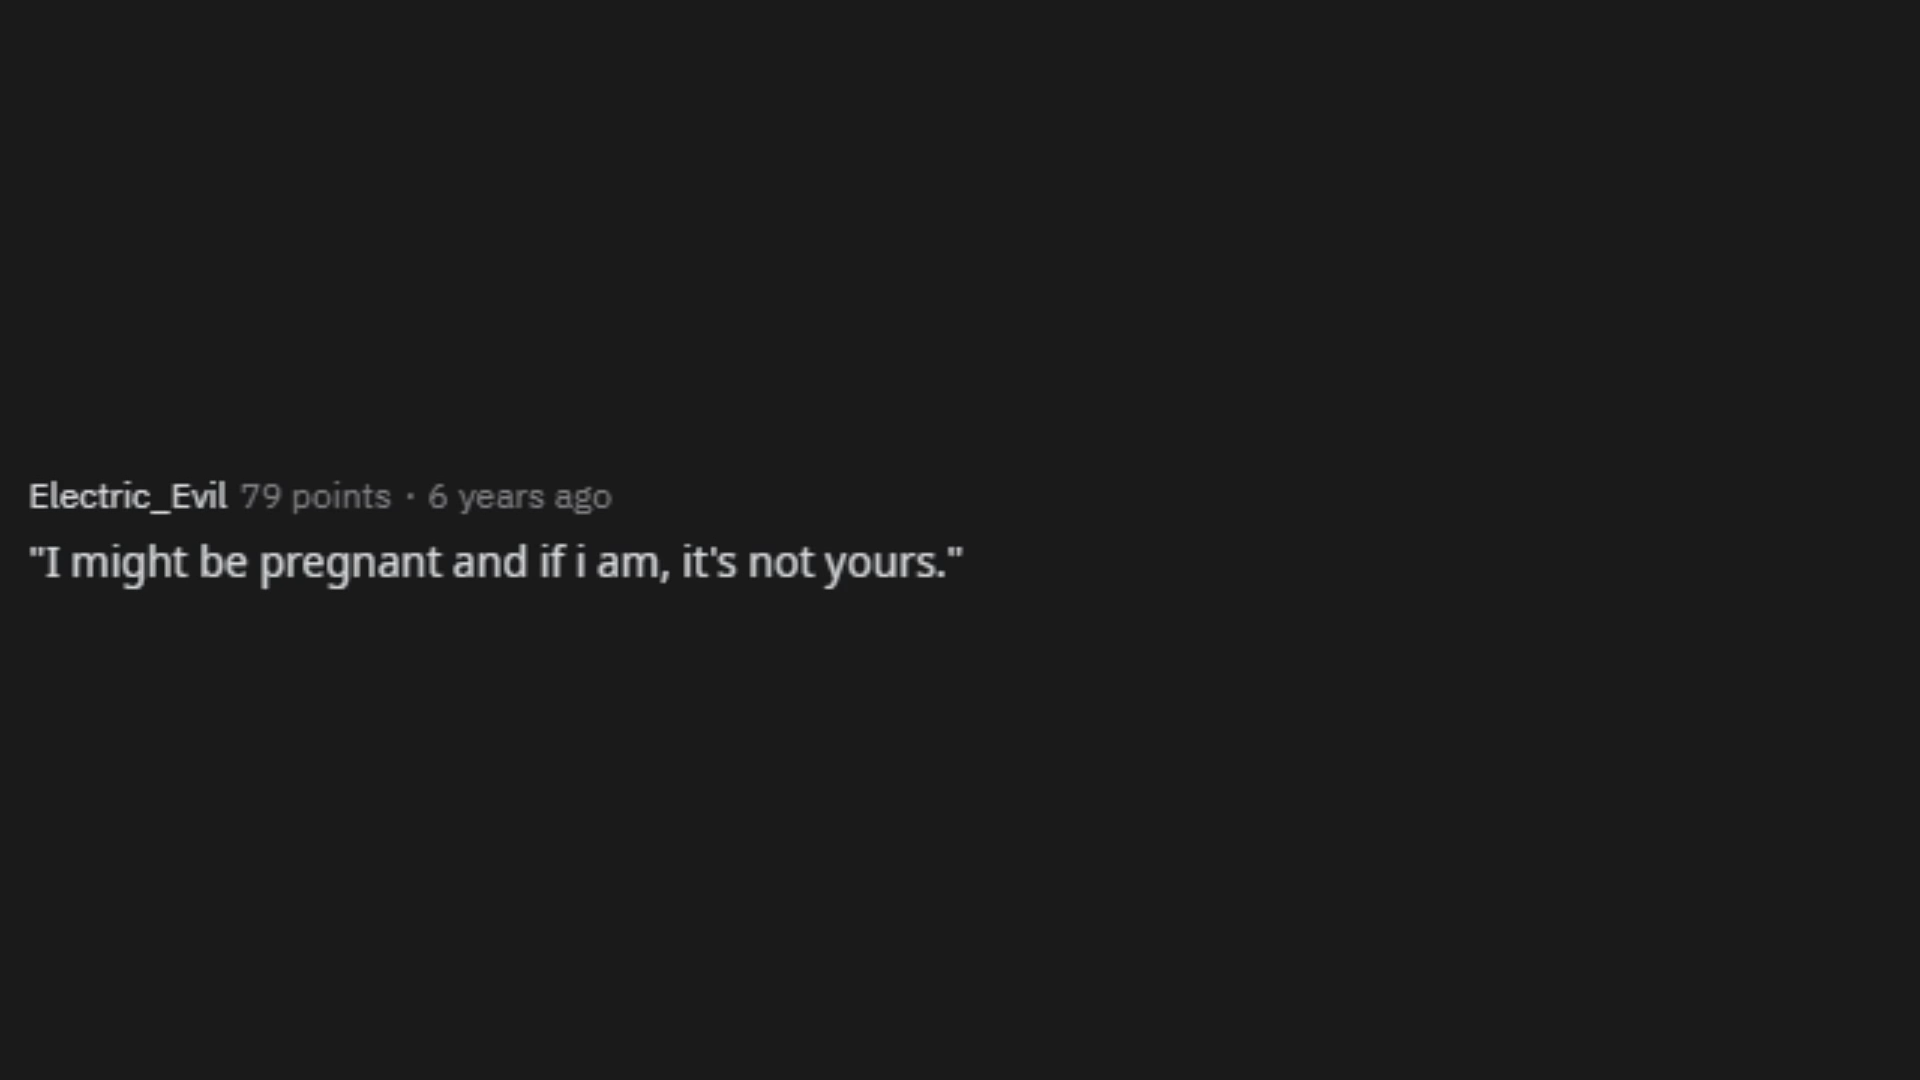 Electric_Evil 79 points · 6 years ago
"I might be pregnant and if i am, it's not yours."